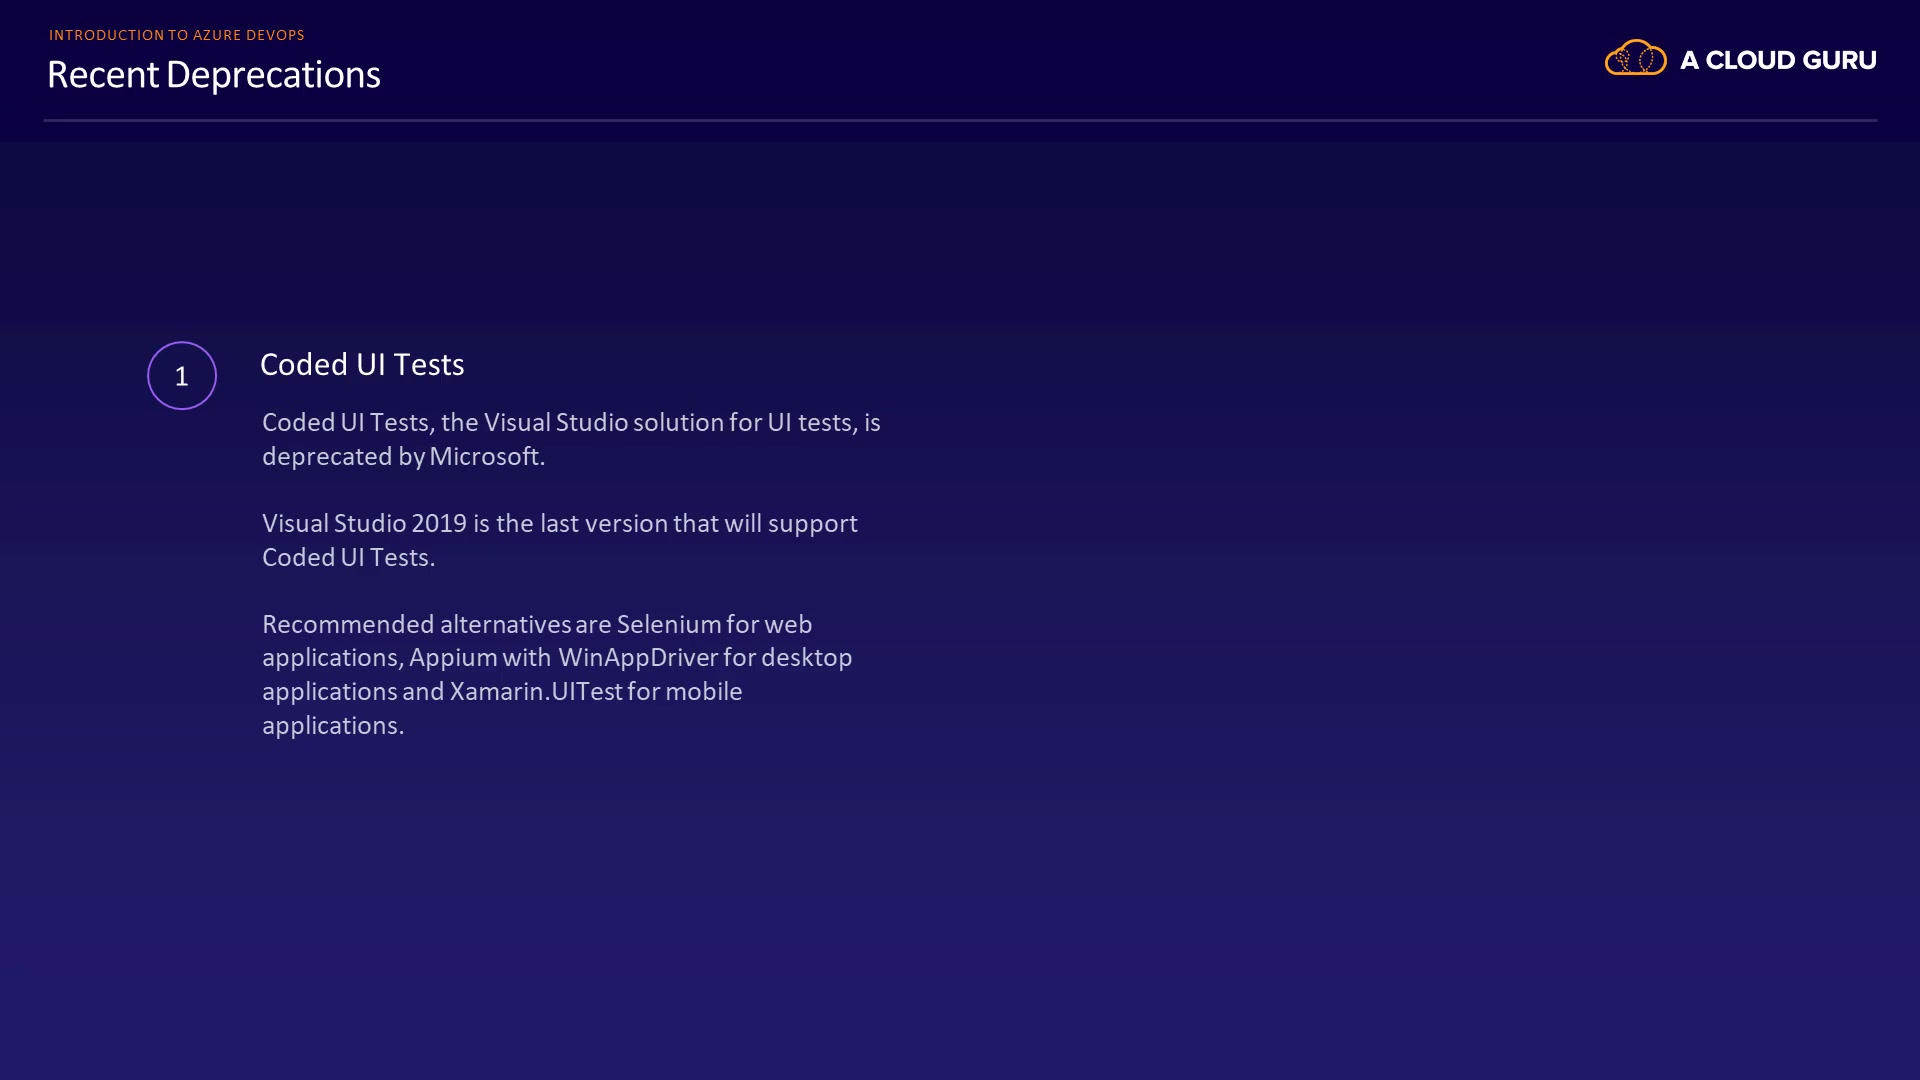 INTRODUCTION TO AZURE DEVOPS
Recent Deprecations
A CLOUD GURU
1
Coded UI Tests
Coded UI Tests, the Visual Studio solution for UI tests, is
deprecated by Microsoft.
Visual Studio 2019 is the last version that will support
Coded UI Tests.
Recommended alternatives are Selenium for web
applications, Appium with WinAppDriver for desktop
applications and Xamarin.UITest for mobile
applications.